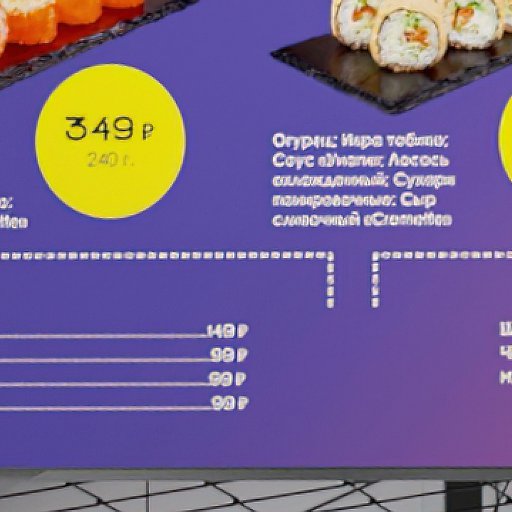 349 ₽
240 г.
Огурец; Икра тобико;
Соус «Унаги»; Лосось
охлажденный; Сухари
панировочные; Сыр
сливочный «Cremette»
149 ₽
99 ₽
99 ₽
99 ₽